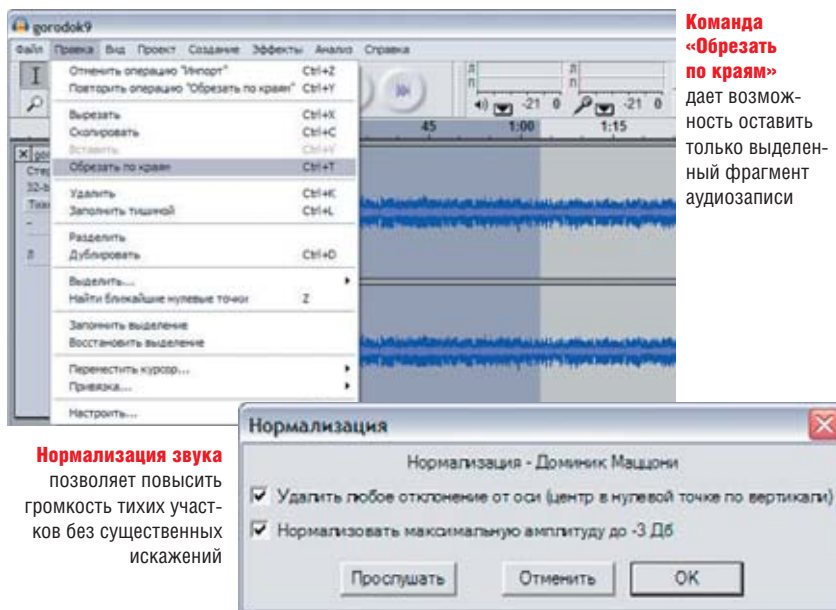 gorodok9
Файл Правка Вид Проект Создание Эффекты Анализ Справка
Отменить операцию "Импорт" Ctrl+Z
Повторить операцию "Обрезать по краям" Ctrl+Y
Вырезать Ctrl+X
Скопировать Ctrl+C
Вставить Ctrl+V
Обрезать по краям Ctrl+T
Удалить Ctrl+K
Заполнить тишиной Ctrl+L
Разделить
Дублировать Ctrl+D
Выделить...
Найти ближайшие нулевые точки Z
Запомнить выделение
Восстановить выделение
Переместить курсор...
Привязка...
Настроить...
Л
П
-21 0
Л
П
-21 0
45 1:00 1:15
X gor
Стер
32-b
Команда
«Обрезать
по краям»
дает возмож-
ность оставить
только выделен-
ный фрагмент
аудиозаписи
Нормализация звука
позволяет повысить
громкость тихих участ-
ков без существенных
искажений
Нормализация
Нормализация - Доминик Маццони
Удалить любое отклонение от оси (центр в нулевой точке по вертикали)
Нормализовать максимальную амплитуду до -3 Дб
Прослушать Отменить OK